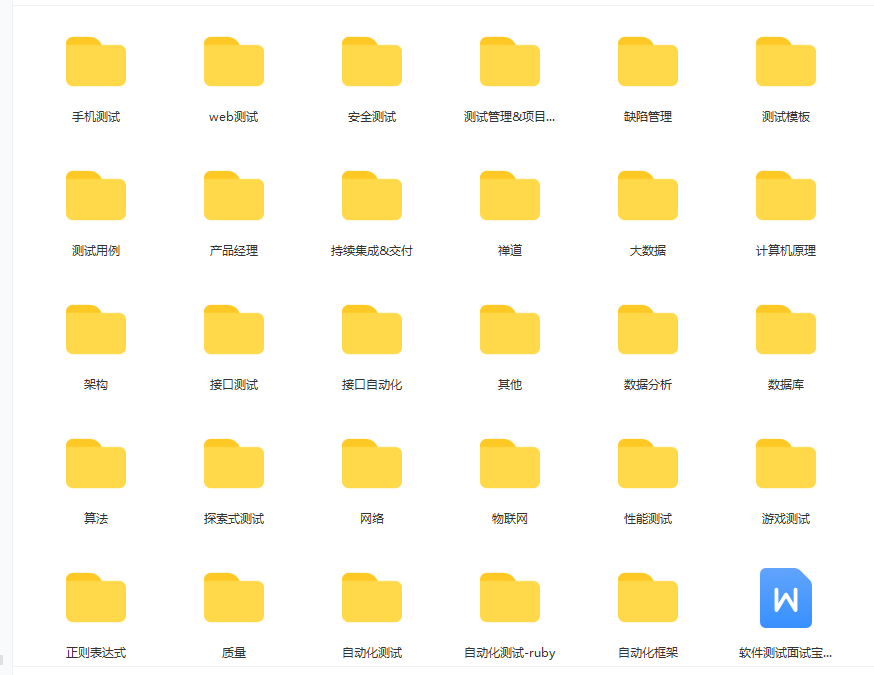 手机测试
web测试
安全测试
测试管理&项目...
缺陷管理
测试模板
测试用例
产品经理
持续集成&交付
禅道
大数据
计算机原理
架构
接口测试
接口自动化
其他
数据分析
数据库
算法
探索式测试
网络
物联网
性能测试
游戏测试
正则表达式
质量
自动化测试
自动化测试-ruby
自动化框架
W
软件测试面试宝...